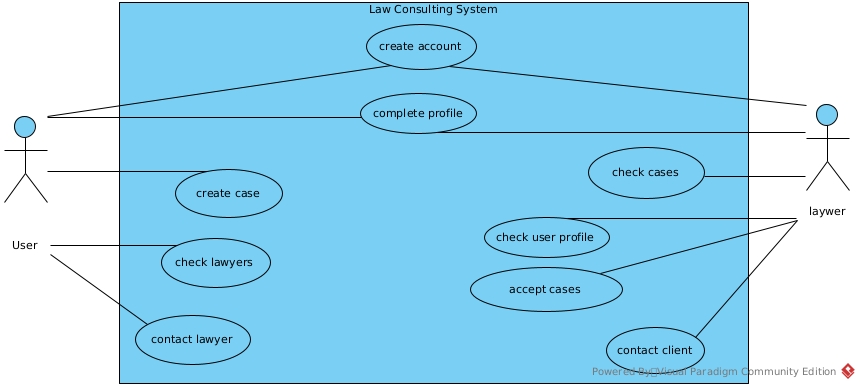 Law Consulting System
create account
complete profile
check cases
create case
laywer
check user profile
User
check lawyers
accept cases
contact lawyer
contact client
Powered By Visual Paradigm Community Edition